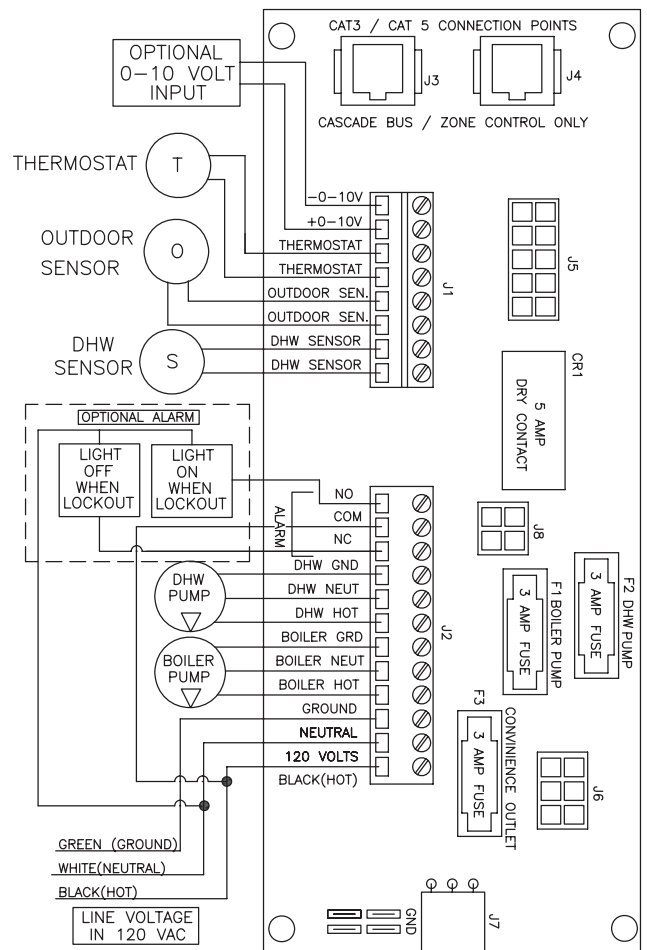 CAT3 / CAT 5 CONNECTION POINTS
J3
J4
CASCADE BUS / ZONE CONTROL ONLY
OPTIONAL
0-10 VOLT
INPUT
THERMOSTAT
T
OUTDOOR
SENSOR
O
DHW
SENSOR
S
-0-10V
+0-10V
THERMOSTAT
THERMOSTAT
OUTDOOR SEN.
OUTDOOR SEN.
DHW SENSOR
DHW SENSOR
J1
J5
CR1
5 AMP
DRY CONTACT
OPTIONAL ALARM
LIGHT
OFF
WHEN
LOCKOUT
LIGHT
ON
WHEN
LOCKOUT
ALARM
NO
COM
NC
DHW GND
DHW NEUT
DHW HOT
BOILER GRD
BOILER NEUT
BOILER HOT
GROUND
NEUTRAL
120 VOLTS
BLACK(HOT)
J2
DHW
PUMP
BOILER
PUMP
J8
F1 BOILER PUMP
3 AMP FUSE
F2 DHW PUMP
3 AMP FUSE
F3
CONVINIENCE OUTLET
3 AMP FUSE
J6
GREEN (GROUND)
WHITE(NEUTRAL)
BLACK(HOT)
LINE VOLTAGE
IN 120 VAC
GND
J7